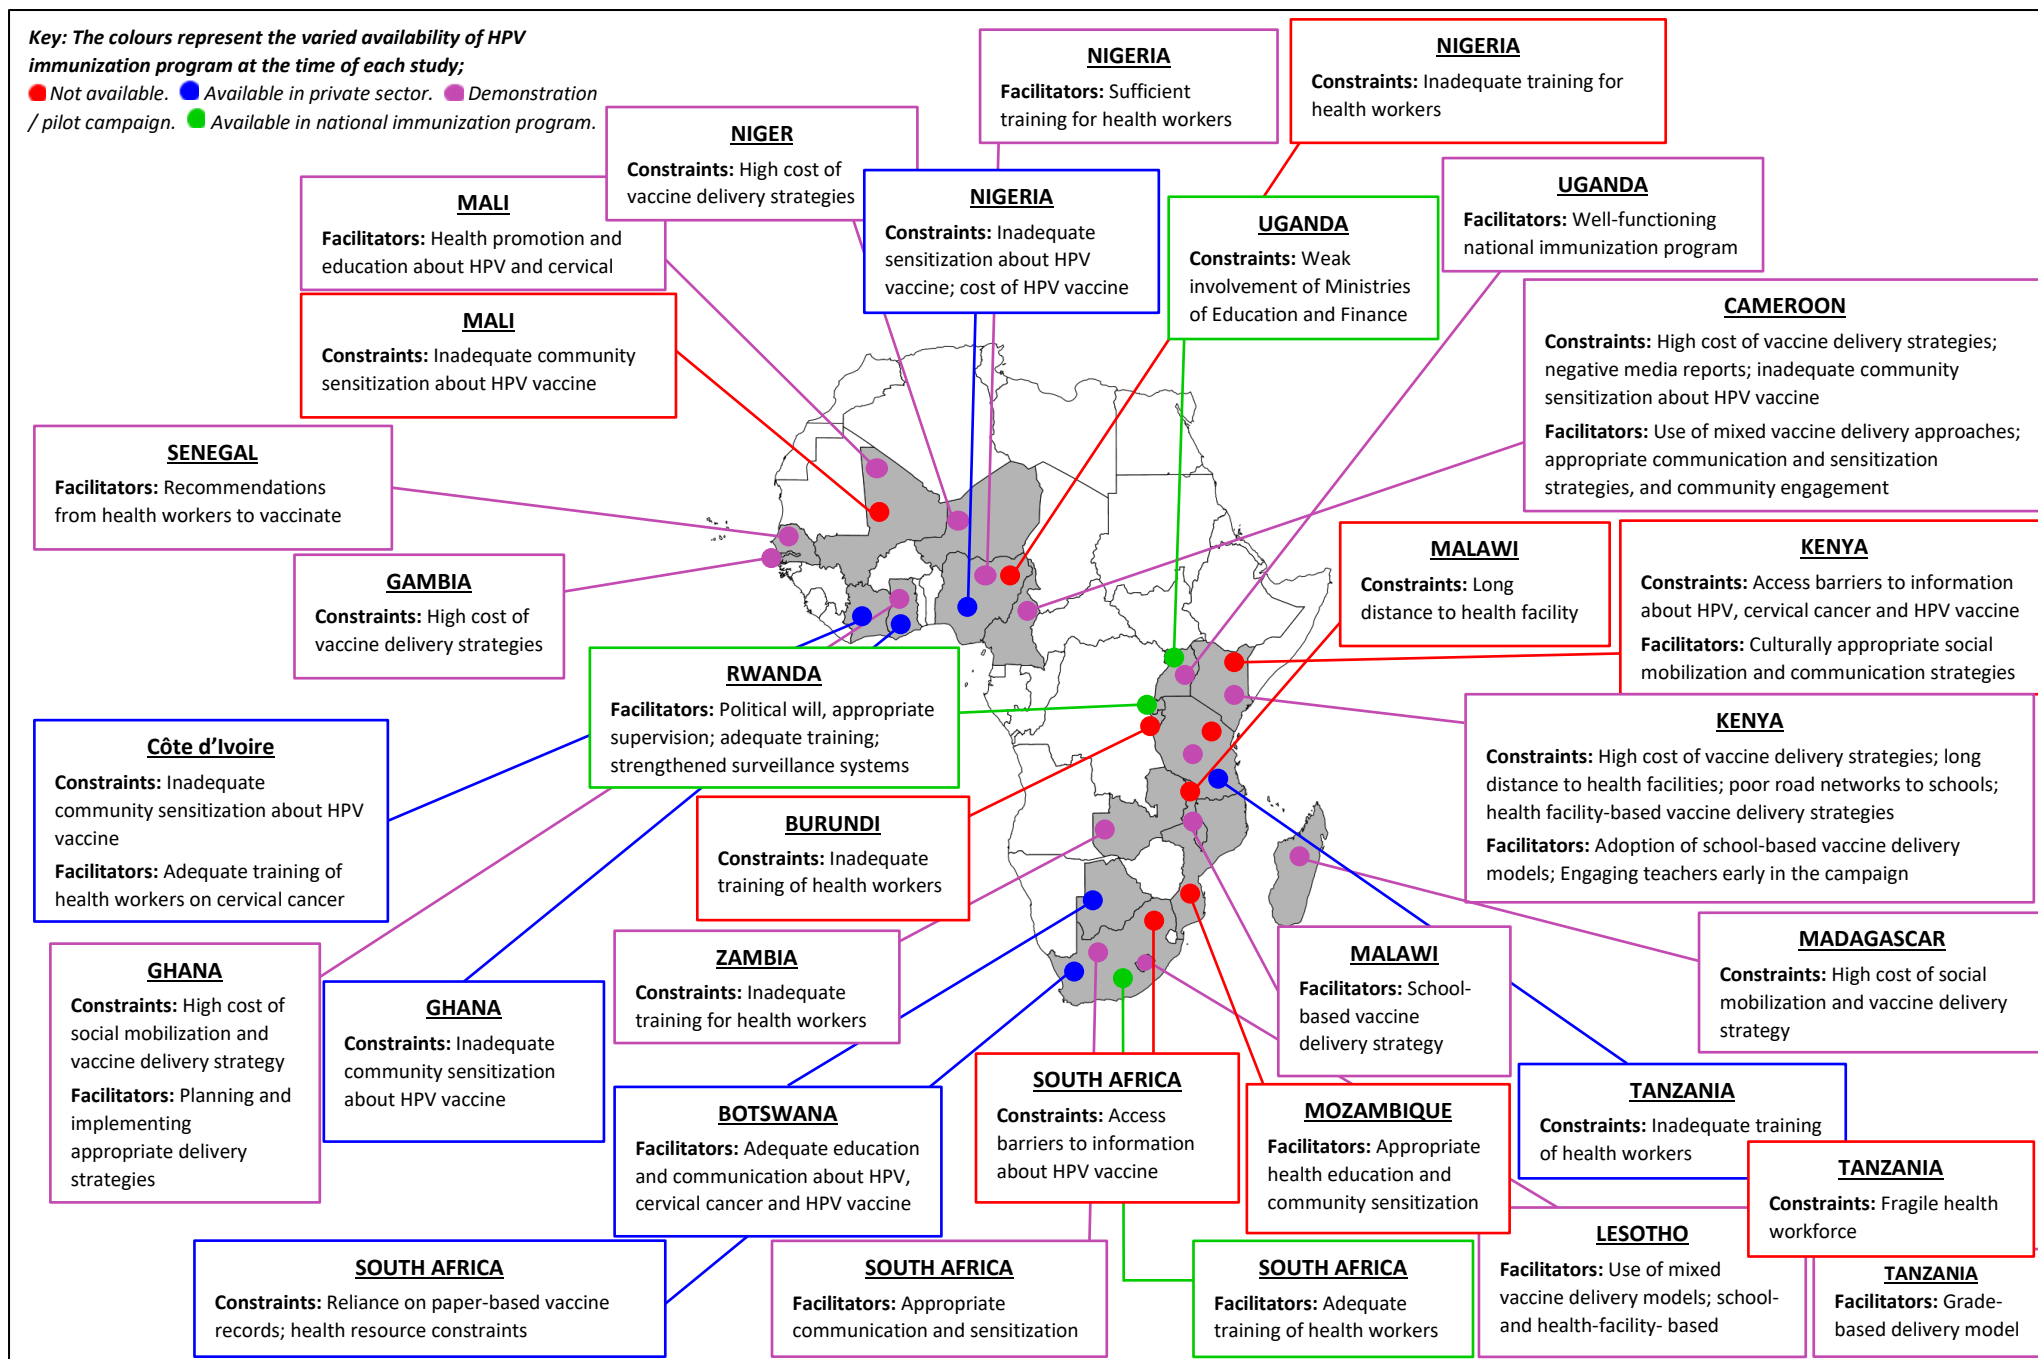 Key: The colours represent the varied availability of HPV
immunization program at the time of each study;
Not available. Available in private sector. Demonstration
/ pilot campaign. Available in national immunization program.
NIGERIA
Facilitators: Sufficient
training for health workers
NIGERIA
Constraints: Inadequate training for
health workers
NIGER
Constraints: High cost of
vaccine delivery strategies
MALI
Facilitators: Health promotion and
education about HPV and cervical
NIGERIA
Constraints: Inadequate
sensitization about HPV
vaccine; cost of HPV vaccine
UGANDA
Constraints: Weak
involvement of Ministries
of Education and Finance
UGANDA
Facilitators: Well-functioning
national immunization program
MALI
Constraints: Inadequate community
sensitization about HPV vaccine
CAMEROON
Constraints: High cost of vaccine delivery strategies;
negative media reports; inadequate community
sensitization about HPV vaccine
Facilitators: Use of mixed vaccine delivery approaches;
appropriate communication and sensitization
strategies, and community engagement
SENEGAL
Facilitators: Recommendations
from health workers to vaccinate
GAMBIA
Constraints: High cost of
vaccine delivery strategies
MALAWI
Constraints: Long
distance to health facility
KENYA
Constraints: Access barriers to information
about HPV, cervical cancer and HPV vaccine
Facilitators: Culturally appropriate social
mobilization and communication strategies
RWANDA
Facilitators: Political will, appropriate
supervision; adequate training;
strengthened surveillance systems
KENYA
Constraints: High cost of vaccine delivery strategies; long
distance to health facilities; poor road networks to schools;
health facility-based vaccine delivery strategies
Facilitators: Adoption of school-based vaccine delivery
models; Engaging teachers early in the campaign
Côte d'Ivoire
Constraints: Inadequate
community sensitization about HPV
vaccine
Facilitators: Adequate training of
health workers on cervical cancer
BURUNDI
Constraints: Inadequate
training of health workers
GHANA
Constraints: High cost of
social mobilization and
vaccine delivery strategy
Facilitators: Planning and
implementing
appropriate delivery
strategies
GHANA
Constraints: Inadequate
community sensitization
about HPV vaccine
ZAMBIA
Constraints: Inadequate
training for health workers
MALAWI
Facilitators: School-
based vaccine
delivery strategy
MADAGASCAR
Constraints: High cost of social
mobilization and vaccine delivery
strategy
BOTSWANA
Facilitators: Adequate education
and communication about HPV,
cervical cancer and HPV vaccine
SOUTH AFRICA
Constraints: Access
barriers to information
about HPV vaccine
MOZAMBIQUE
Facilitators: Appropriate
health education and
community sensitization
TANZANIA
Constraints: Inadequate training
of health workers
TANZANIA
Constraints: Fragile health
workforce
SOUTH AFRICA
Constraints: Reliance on paper-based vaccine
records; health resource constraints
SOUTH AFRICA
Facilitators: Appropriate
communication and sensitization
SOUTH AFRICA
Facilitators: Adequate
training of health workers
LESOTHO
Facilitators: Use of mixed
vaccine delivery models; school-
and health-facility- based
TANZANIA
Facilitators: Grade-
based delivery model